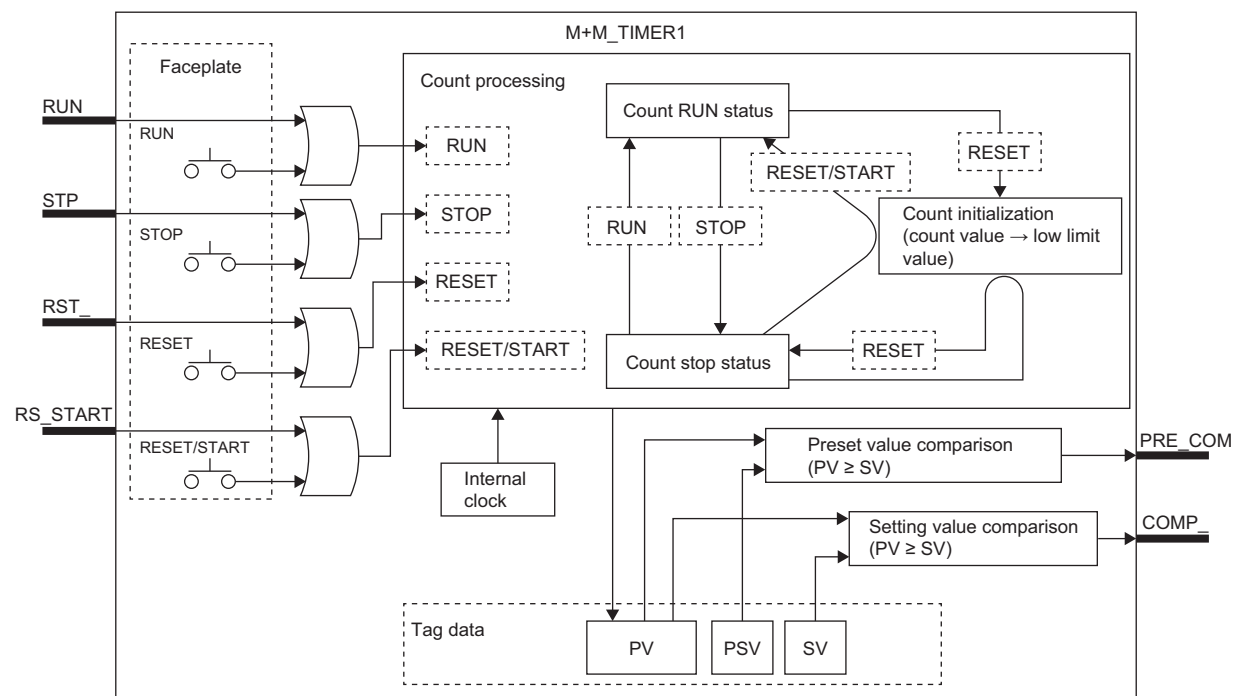 M+M_TIMER1
Faceplate
Count processing
RUN
RUN
RUN
Count RUN status
RESET
RESET/START
STP
STOP
STOP
RUN
STOP
Count initialization
(count value → low limit
value)
RESET
RST_
RESET
RESET/START
Count stop status
RESET
RS_START
RESET/START
Internal
clock
Preset value comparison
(PV ≥ SV)
PRE_COM
Setting value comparison
(PV ≥ SV)
COMP_
Tag data
PV
PSV
SV